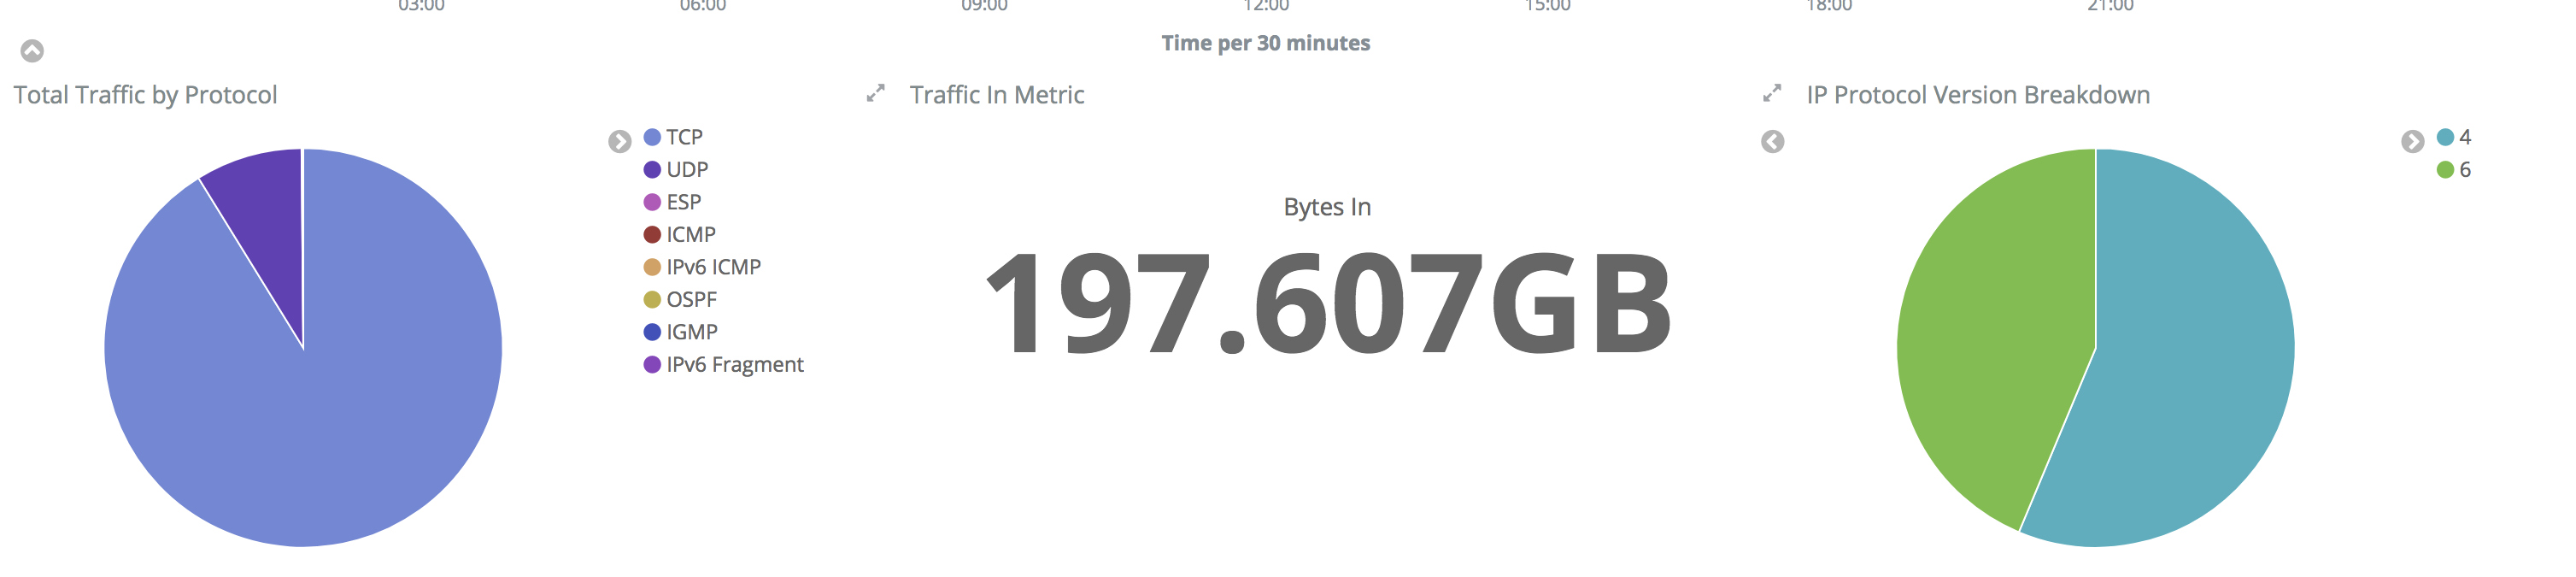 03:00 06:00 09:00 12:00 15:00 18:00 21:00
Time per 30 minutes
Total Traffic by Protocol
TCP
UDP
ESP
ICMP
IPv6 ICMP
OSPF
IGMP
IPv6 Fragment
Traffic In Metric
Bytes In
197.607GB
IP Protocol Version Breakdown
4
6